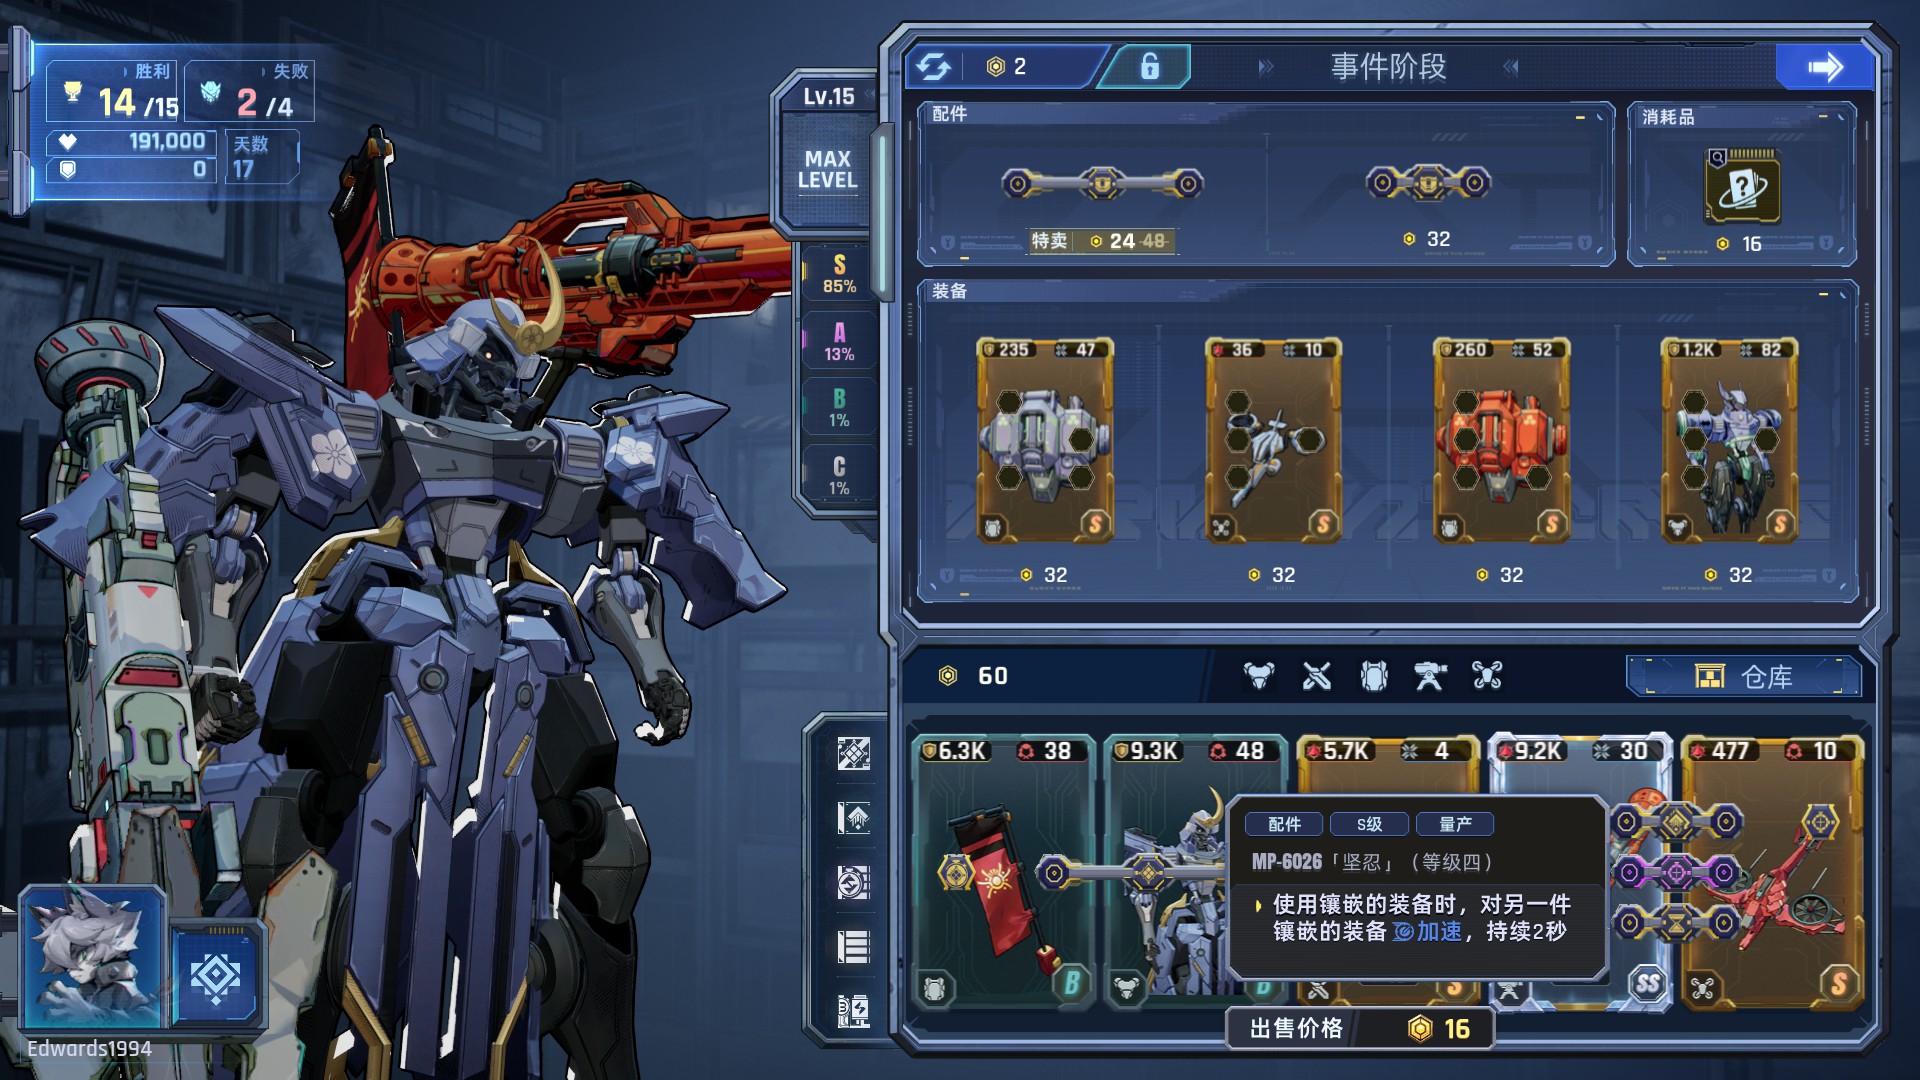 胜利
14 /15
失败
2 /4
191,000
0
天数
17
Lv.15
MAX
LEVEL
S
85%
A
13%
B
1%
C
1%
2
事件阶段
配件
特卖 24 48
32
消耗品
16
装备
235 47
S
32
36 10
S
32
260 52
S
32
1.2K 82
S
32
60
仓库
6.3K 38
B
9.3K 48
B
5.7K 4
S
9.2K 30
SS
477 10
S
配件 S级 量产
MP-6026「坚忍」（等级四）
使用镶嵌的装备时，对另一件
镶嵌的装备加速，持续2秒
出售价格 16
Edwards1994